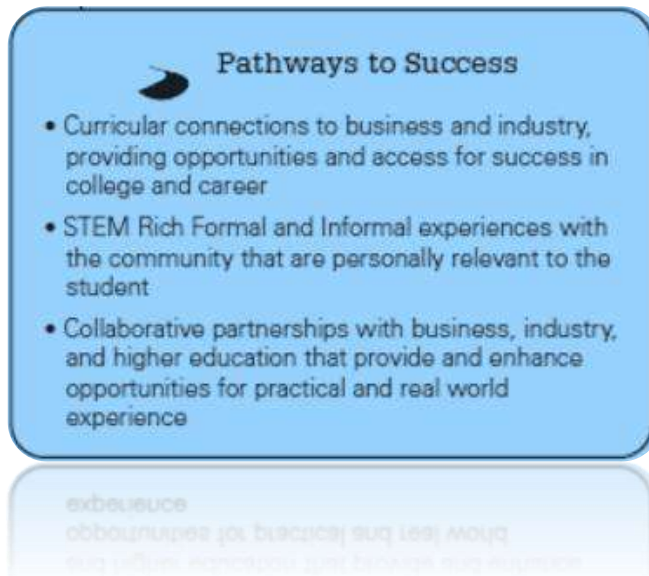 Pathways to Success
• Curricular connections to business and industry,
providing opportunities and access for success in
college and career
• STEM Rich Formal and Informal experiences with
the community that are personally relevant to the
student
• Collaborative partnerships with business, industry,
and higher education that provide and enhance
opportunities for practical and real world
experience